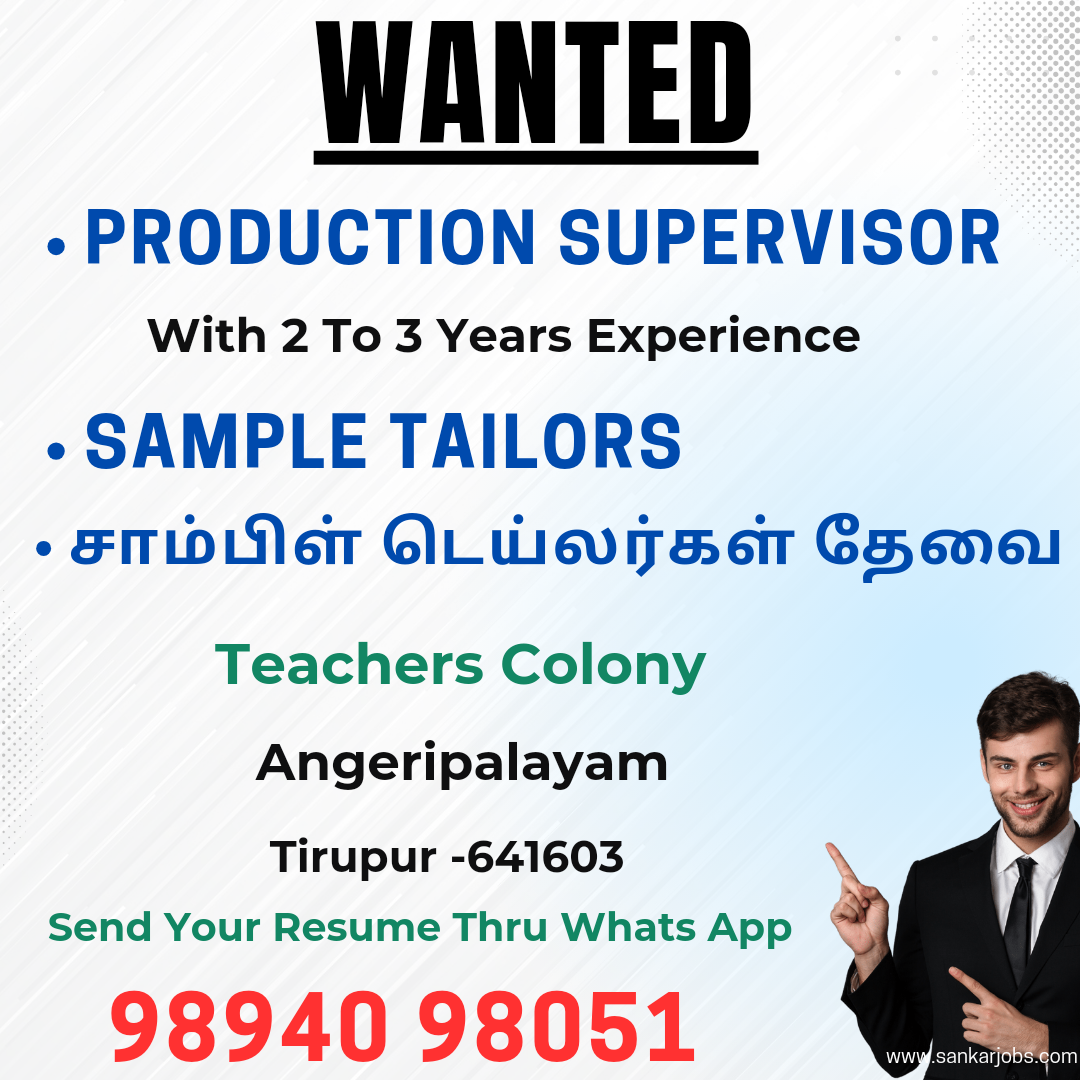 WANTED
• PRODUCTION SUPERVISOR
With 2 To 3 Years Experience
• SAMPLE TAILORS
• சாம்பிள் டெய்லர்கள் தேவை
Teachers Colony
Angeripalayam
Tirupur -641603
Send Your Resume Thru Whats App
98940 98051
www.sankarjobs.com